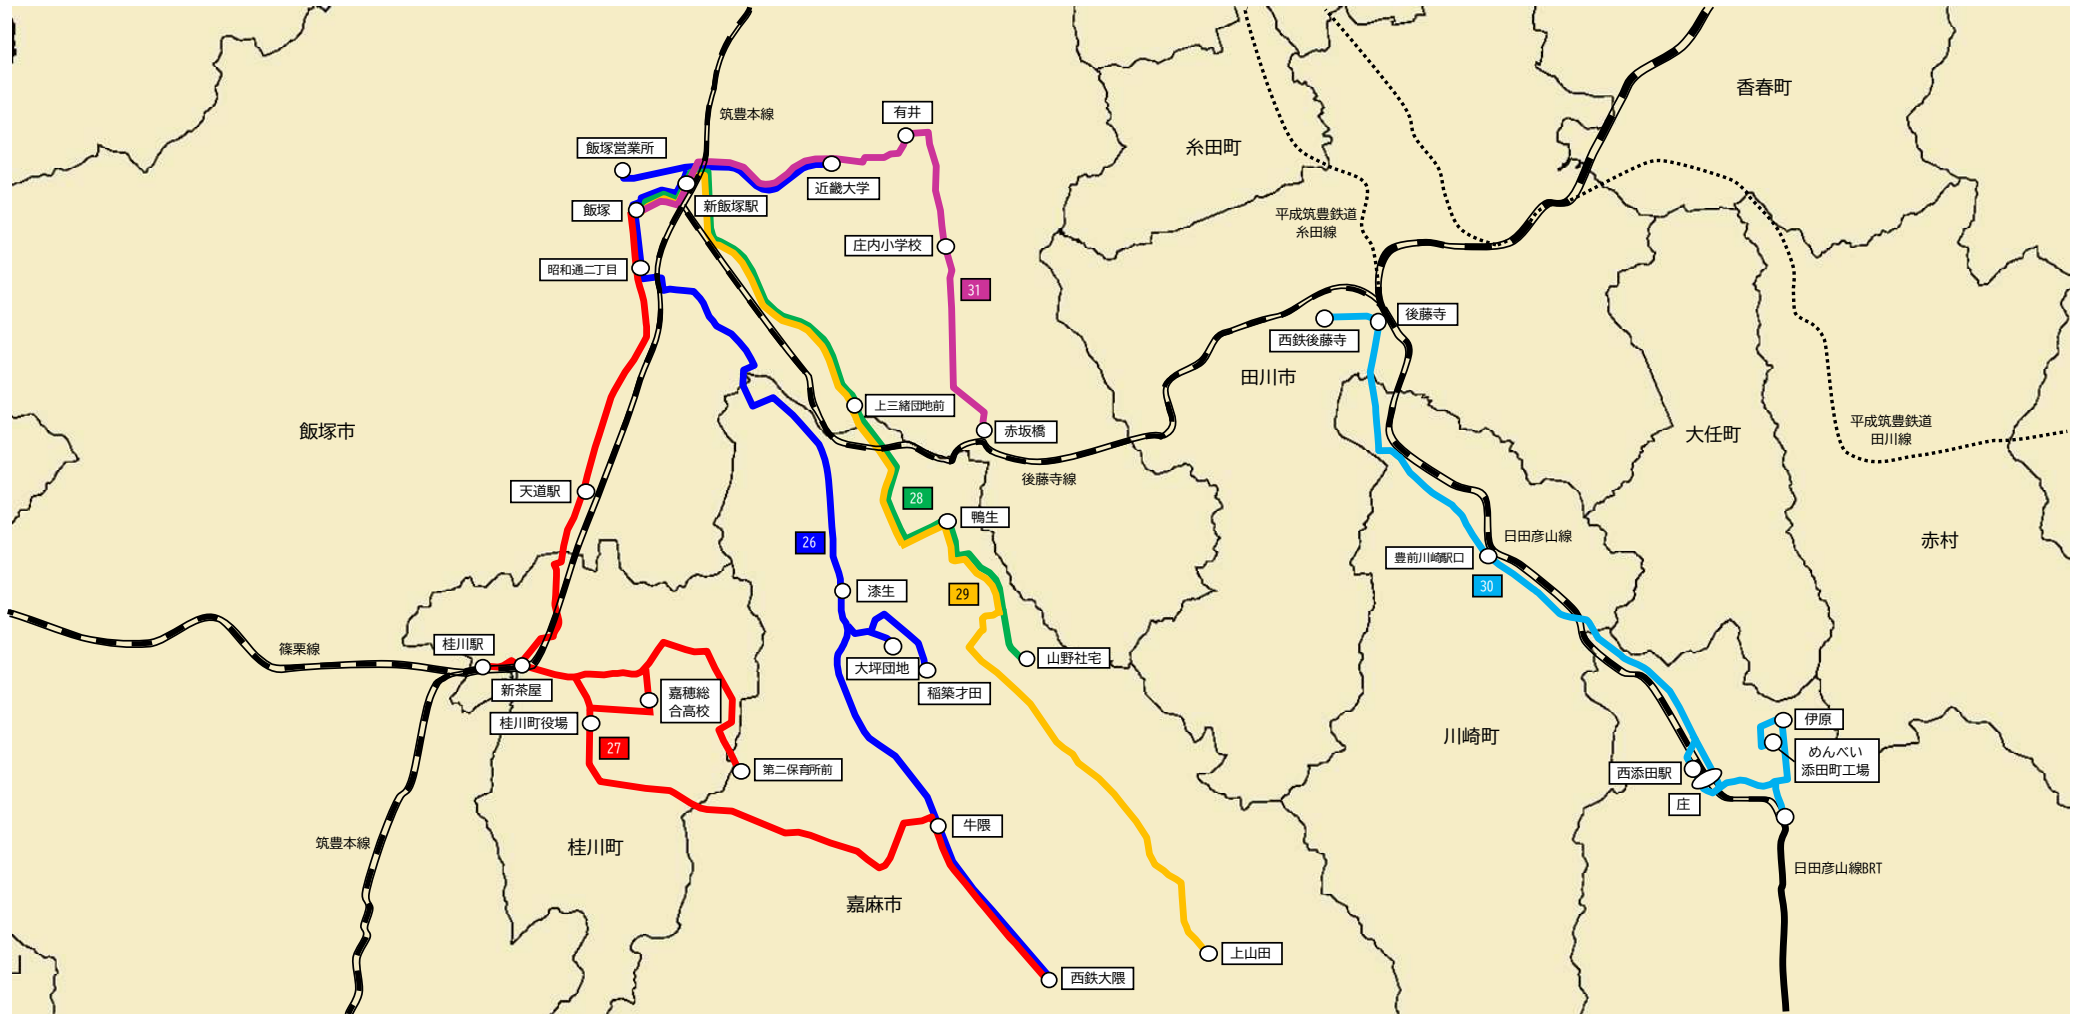 香春町
筑豊本線
有井
飯塚営業所
糸田町
近畿大学
新飯塚駅
飯塚
平成筑豊鉄道
糸田線
庄内小学校
昭和通二丁目
31
後藤寺
西鉄後藤寺
田川市
上三緒団地前
飯塚市
赤坂橋
大任町
平成筑豊鉄道
田川線
後藤寺線
天道駅
28
鴨生
26
日田彦山線
赤村
豊前川崎駅口
30
漆生
29
桂川駅
篠栗線
大坪団地
山野社宅
新茶屋
嘉穂総
合高校
稲築才田
桂川町役場
伊原
27
川崎町
めんべい
添田町工場
第二保育所前
西添田駅
庄
牛隈
筑豊本線
桂川町
日田彦山線BRT
嘉麻市
上山田
西鉄大隈